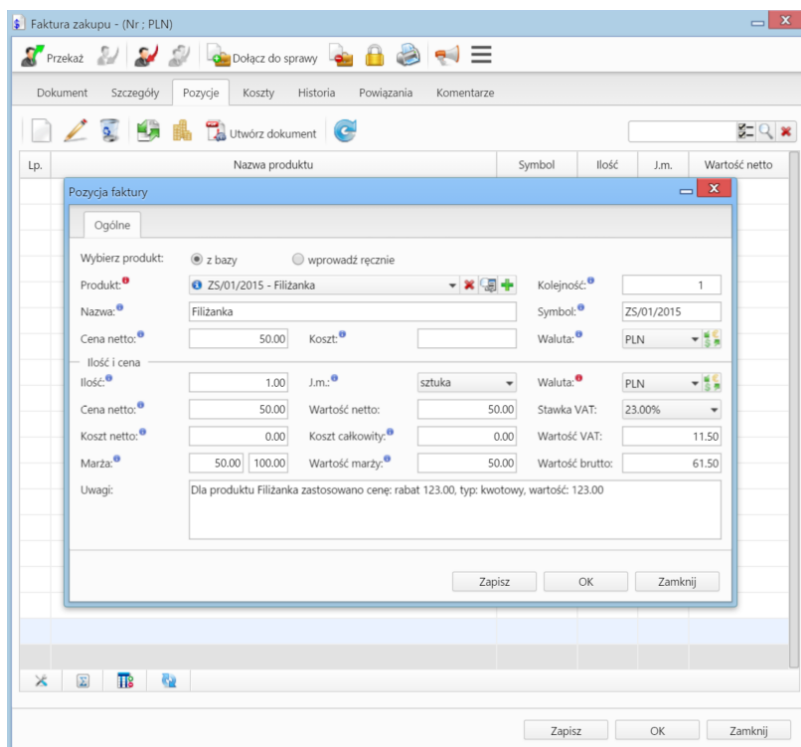 Faktura zakupu - (Nr ; PLN)
Przekaż Dołącz do sprawy
Dokument Szczegóły Pozycje Koszty Historia Powiązania Komentarze
Utwórz dokument
Lp. Nazwa produktu Symbol Ilość J.m. Wartość netto
Pozycja faktury
Ogólne
Wybierz produkt: z bazy wprowadź ręcznie
Produkt: ZS/01/2015 - Filiżanka Kolejność: 1
Nazwa: Filiżanka Symbol: ZS/01/2015
Cena netto: 50.00 Koszt: Waluta: PLN
Ilość i cena
Ilość: 1.00 J.m.: sztuka Waluta: PLN
Cena netto: 50.00 Wartość netto: 50.00 Stawka VAT: 23.00%
Koszt netto: 0.00 Koszt całkowity: 0.00 Wartość VAT: 11.50
Marża: 50.00 100.00 Wartość marży: 50.00 Wartość brutto: 61.50
Uwagi: Dla produktu Filiżanka zastosowano cenę: rabat 123.00, typ: kwotowy, wartość: 123.00
Zapisz OK Zamknij
Zapisz OK Zamknij